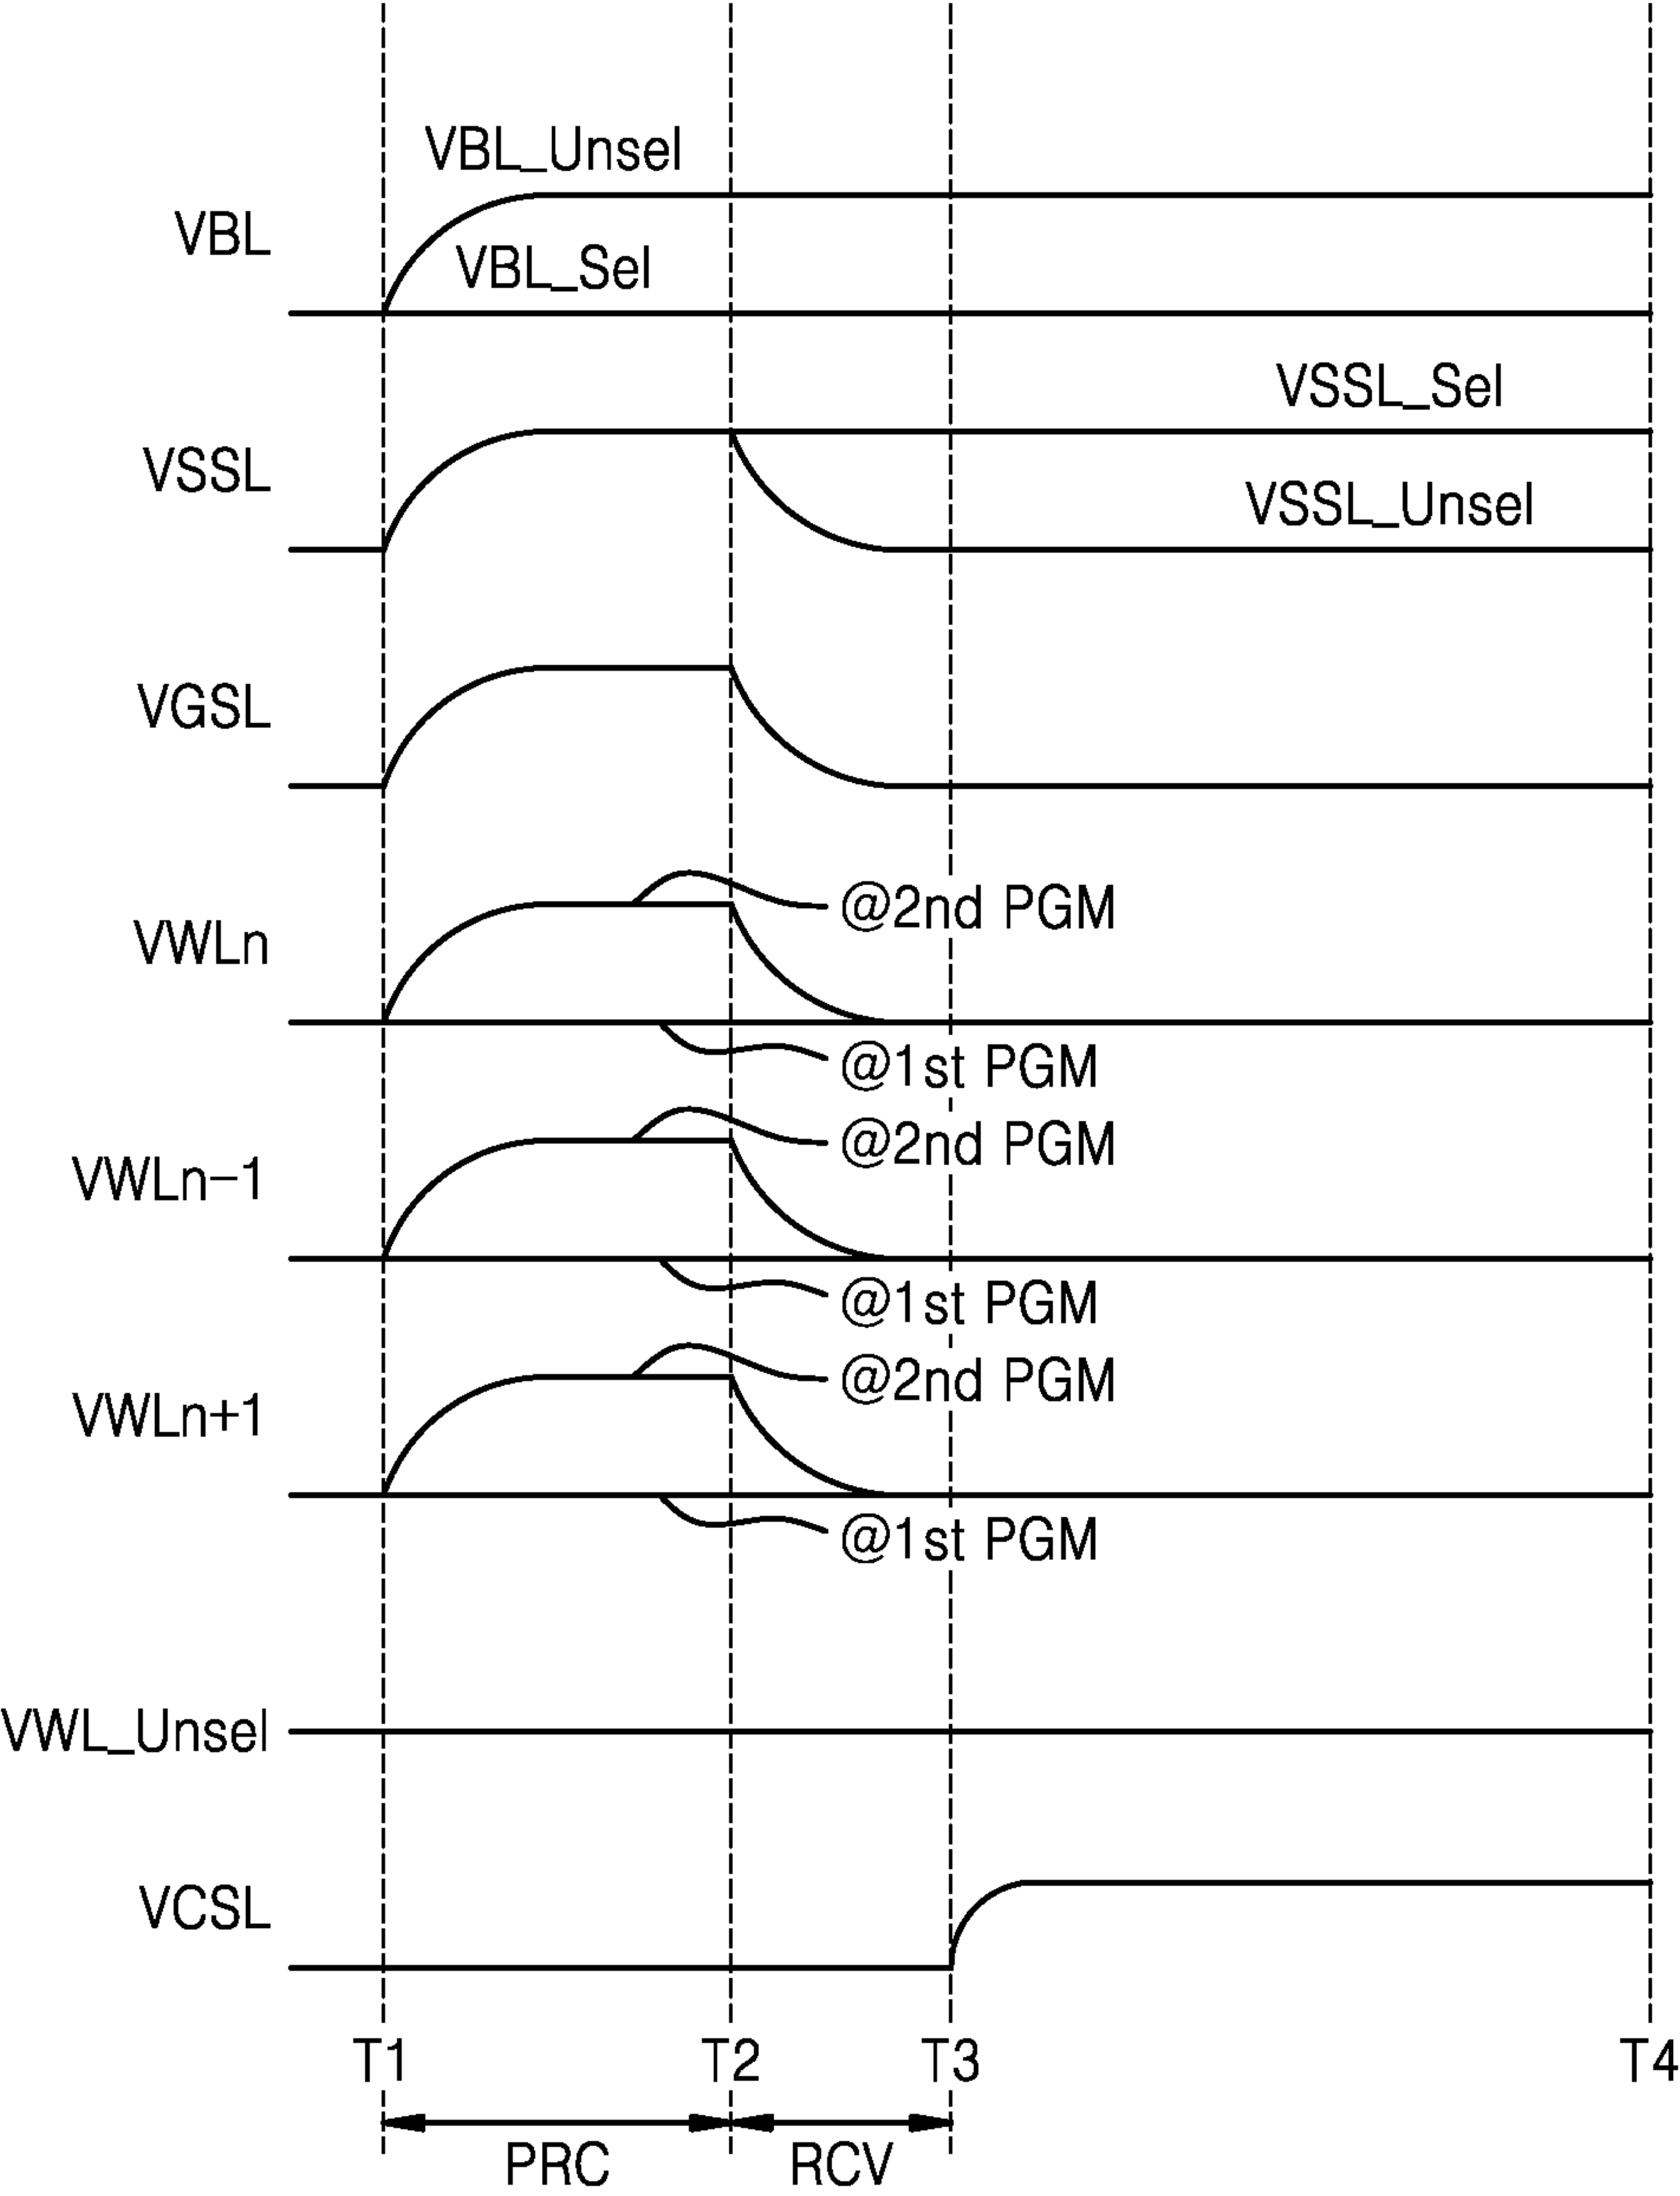 VBL_Unsel
VBL
VBL_Sel
VSSL_Sel
VSSL
VSSL_Unsel
VGSL
@2nd PGM
VWLn
@1st PGM
@2nd PGM
VWLn-1
@1st PGM
@2nd PGM
VWLn+1
@1st PGM
VWL_Unsel
VCSL
T1 T2 T3 T4
PRC RCV